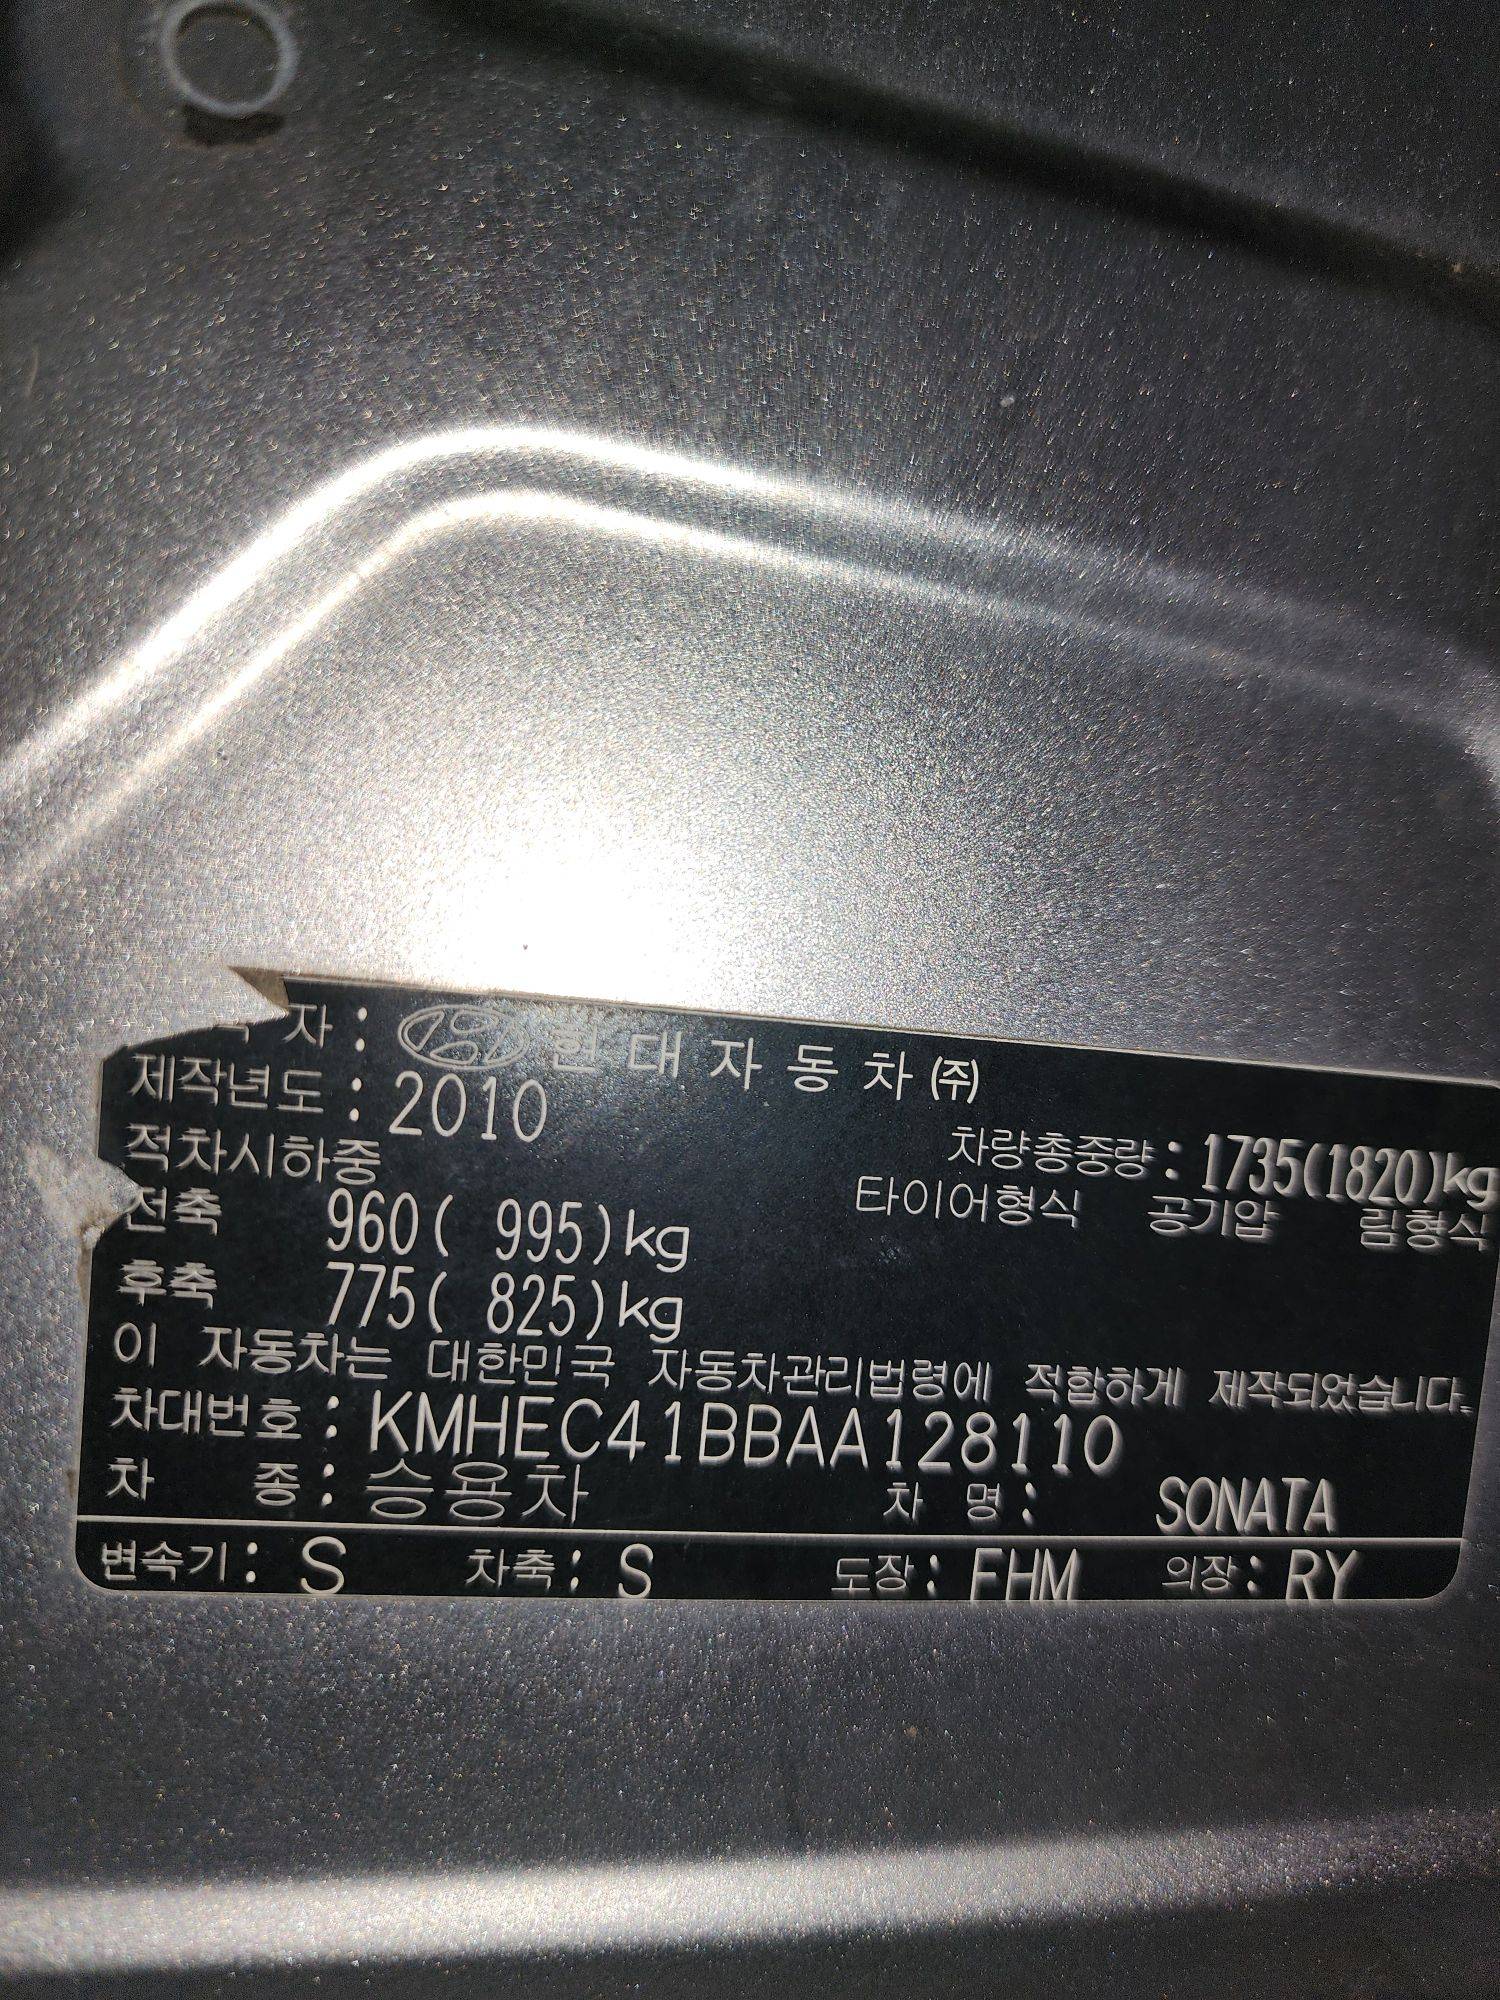 자 : 현대자동차㈜
제작년도 : 2010
적차시하중 차량총중량 : 1735(1820)kg
전축 960( 995)kg 타이어형식 공기압 림형식
후축 775( 825)kg
이 자동차는 대한민국 자동차관리법령에 적합하게 제작되었습니다.
차대번호 : KMHEC41BBAA128110
차 종 : 승용차 차 명 : SONATA
변속기 : S 차축 : S 도장 : FHM 의장 : RY